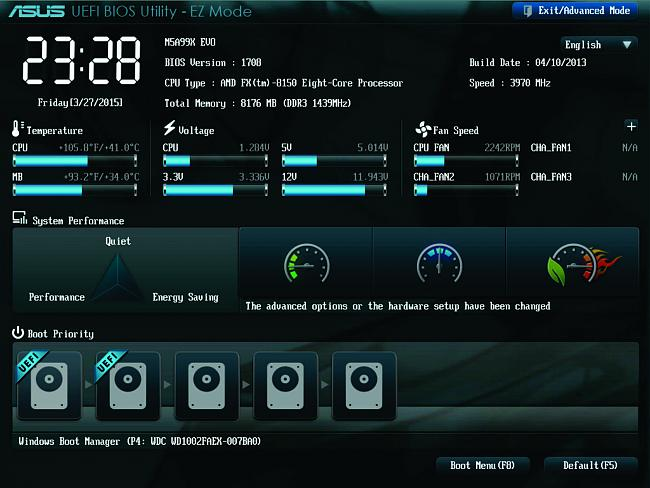 ASUS UEFI BIOS Utility - EZ Mode
Exit/Advanced Mode
23:28
Friday[3/27/2015]
M5A99X EVO
English
BIOS Version : 1708
Build Date : 04/10/2013
CPU Type : AMD FX(tm)-8150 Eight-Core Processor
Speed : 3970 MHz
Total Memory : 8176 MB (DDR3 1439MHz)
Temperature
CPU +105.8°F/+41.0°C
MB +93.2°F/+34.0°C
Voltage
CPU 1.284V 5V 5.014V
3.3V 3.336V 12V 11.943V
Fan Speed
CPU FAN 2242RPM CHA_FAN1 N/A
CHA_FAN2 1071RPM CHA_FAN3 N/A
System Performance
Quiet
Performance
Energy Saving
The advanced options or the hardware setup have been changed
Boot Priority
UEFI
UEFI
Windows Boot Manager (P4: WDC WD1002FAEX-007BA0)
Boot Menu(F8)
Default(F5)